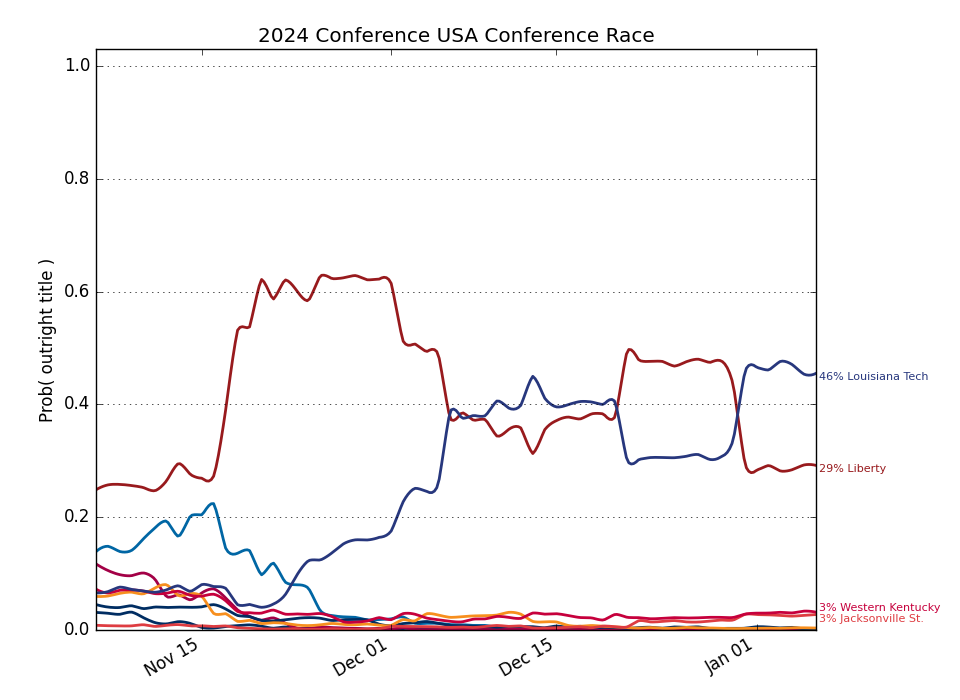 2024 Conference USA Conference Race
1.0
0.8
0.6
0.4
0.2
0.0
Prob( outright title )
Nov 15
Dec 01
Dec 15
Jan 01
46% Louisiana Tech
29% Liberty
3% Western Kentucky
3% Jacksonville St.